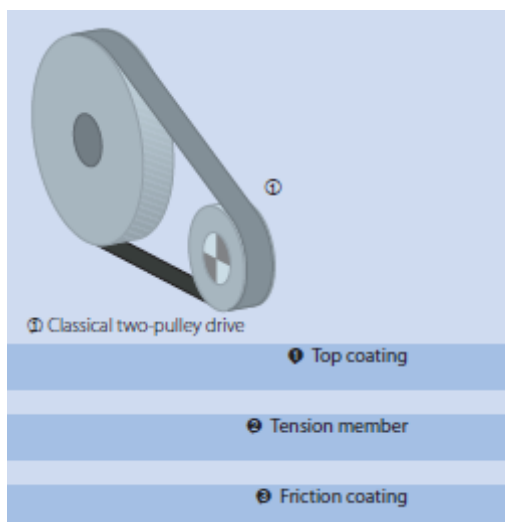 ①
① Classical two-pulley drive
❶ Top coating
❷ Tension member
❸ Friction coating